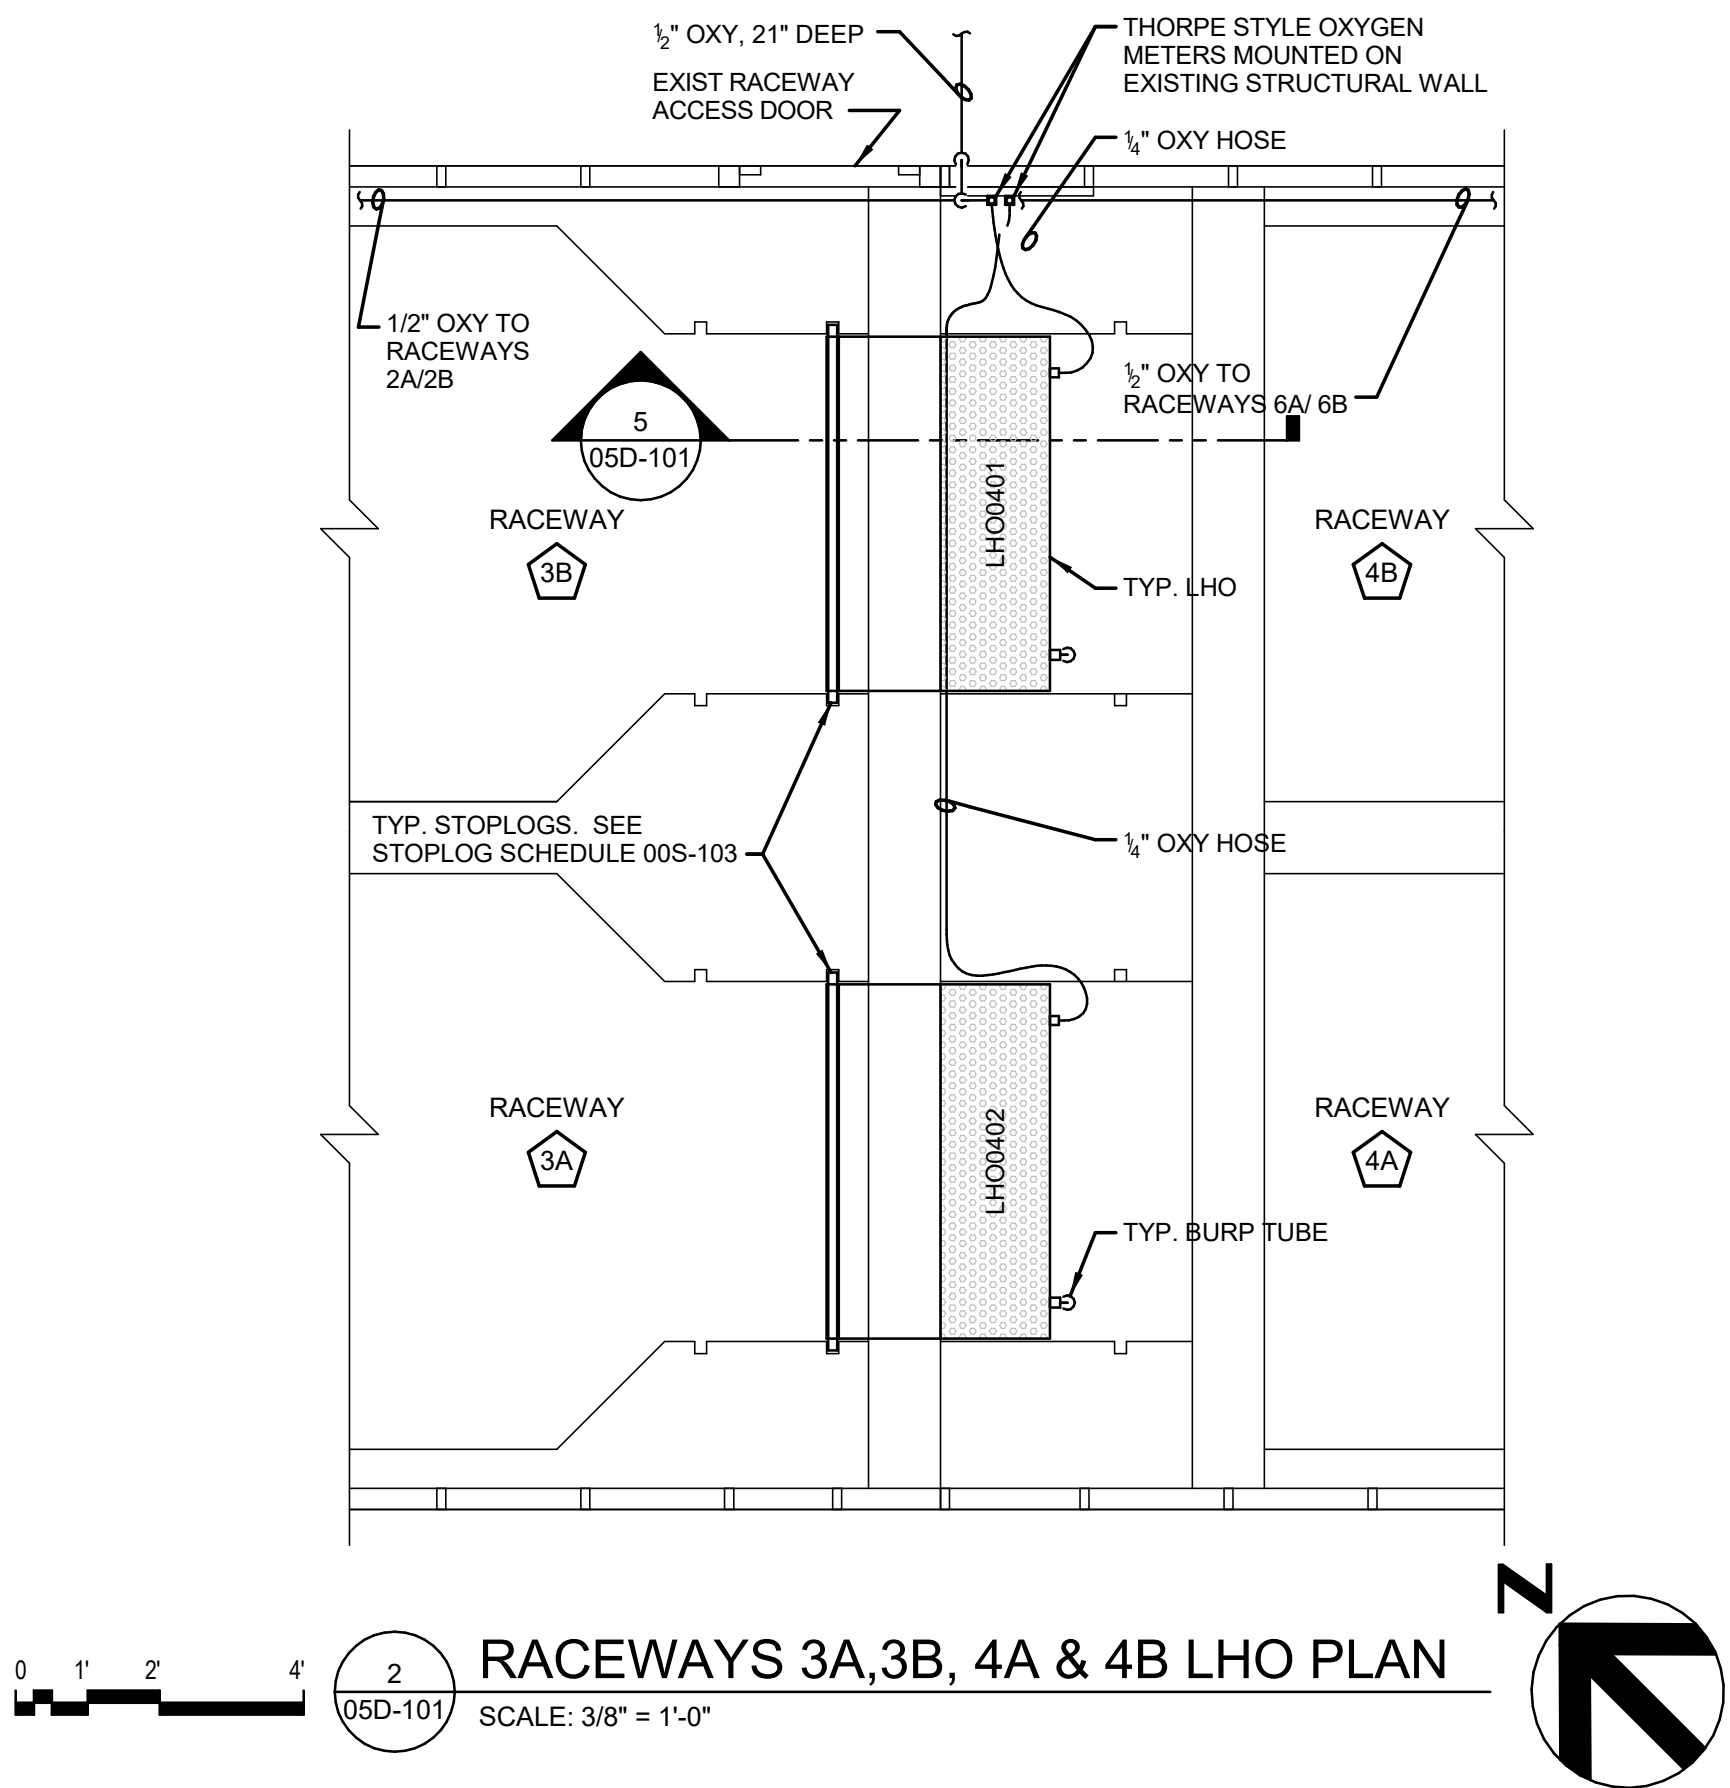 ½" OXY, 21" DEEP
EXIST RACEWAY
ACCESS DOOR
THORPE STYLE OXYGEN
METERS MOUNTED ON
EXISTING STRUCTURAL WALL
¼" OXY HOSE
1/2" OXY TO
RACEWAYS
2A/2B
½" OXY TO
RACEWAYS 6A/ 6B
5
05D-101
LHO0401
RACEWAY
3B
RACEWAY
4B
TYP. LHO
TYP. STOPLOGS. SEE
STOPLOG SCHEDULE 00S-103
¼" OXY HOSE
RACEWAY
3A
LHO0402
RACEWAY
4A
TYP. BURP TUBE
N
0 1' 2' 4'
2
05D-101
RACEWAYS 3A,3B, 4A & 4B LHO PLAN
SCALE: 3/8" = 1'-0"